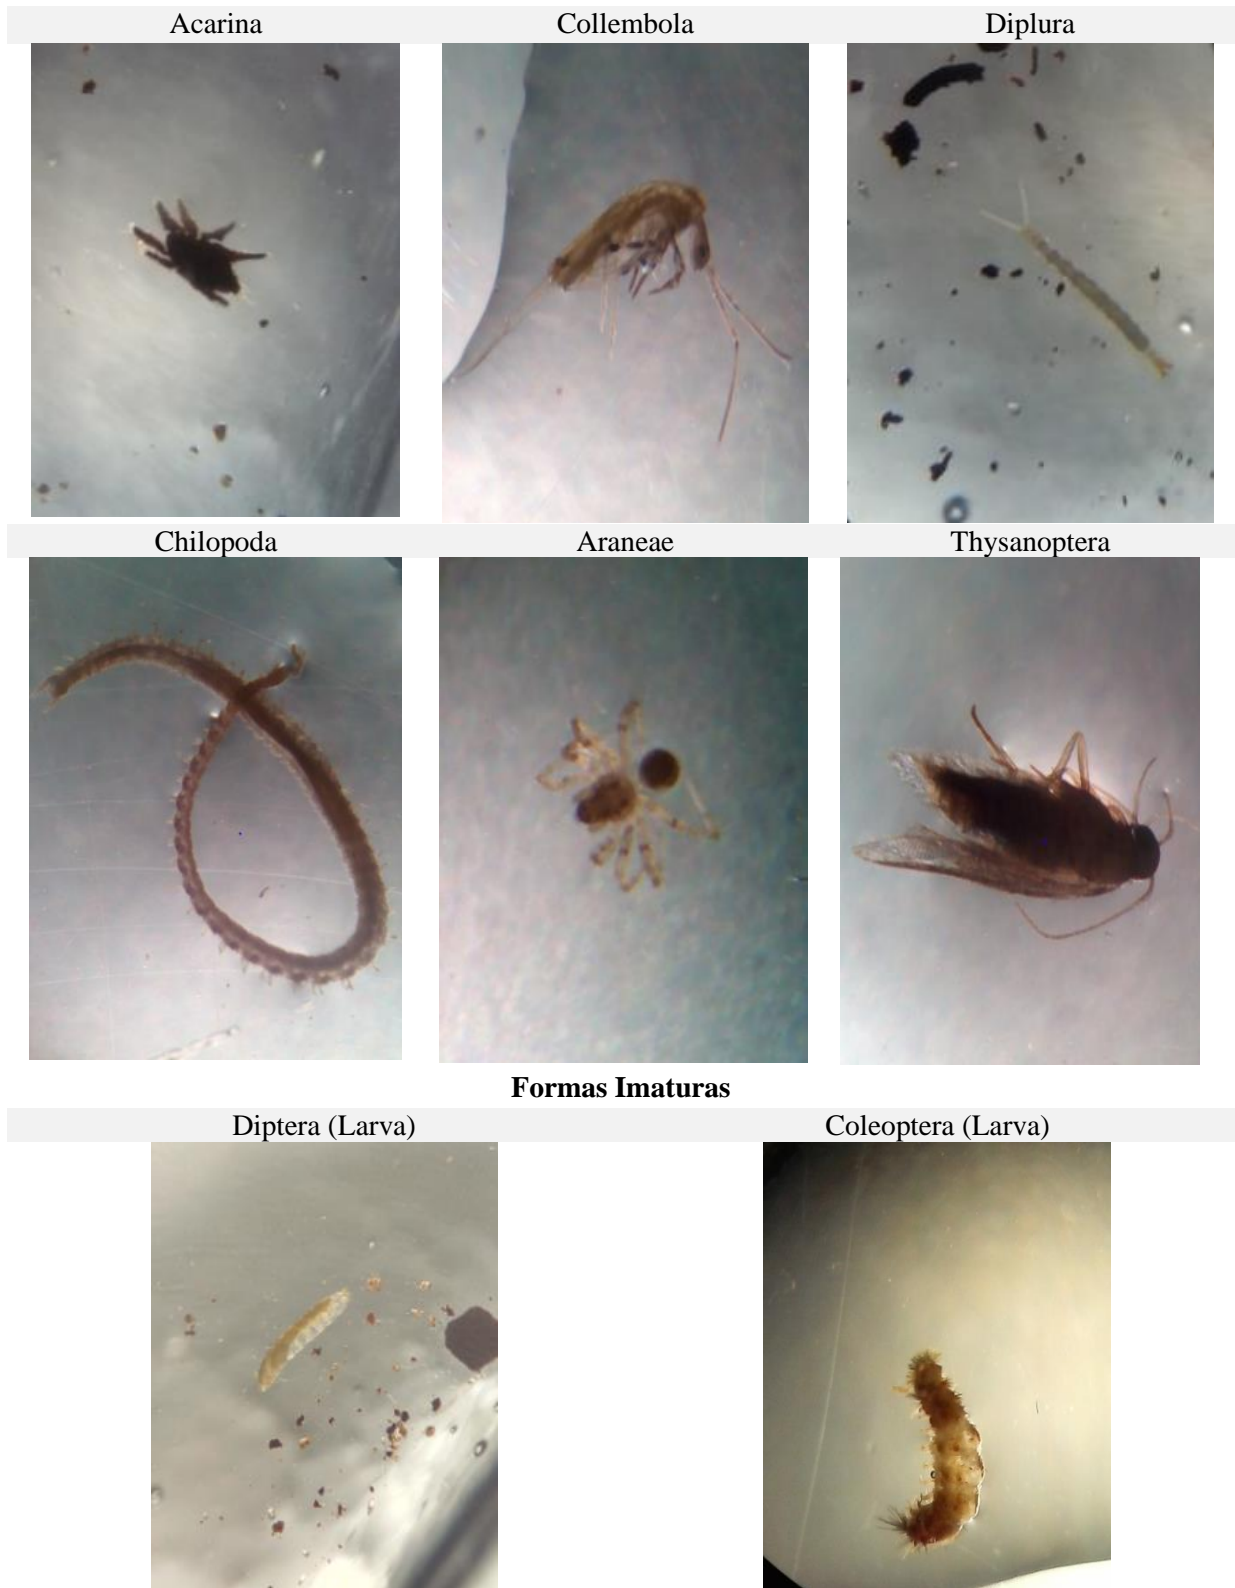 Acarina
Collembola
Diplura
Chilopoda
Araneae
Thysanoptera
Formas Imaturas
Diptera (Larva)
Coleoptera (Larva)